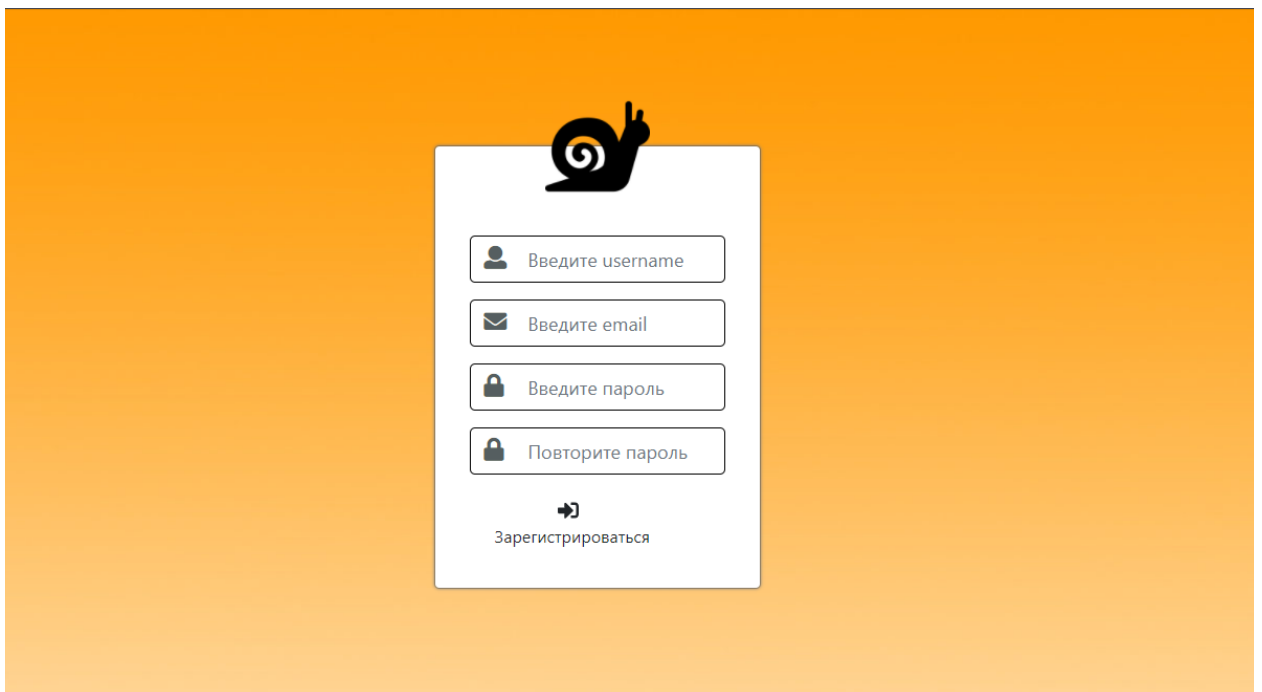 Введите username
Введите email
Введите пароль
Повторите пароль
Зарегистрироваться